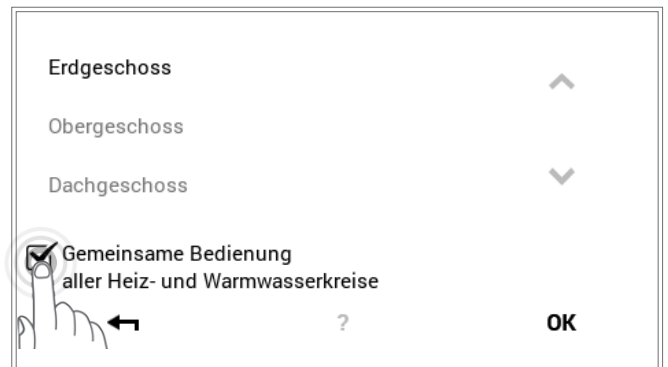 Erdgeschoss
Obergeschoss
Dachgeschoss
Gemeinsame Bedienung
aller Heiz- und Warmwasserkreise
? OK